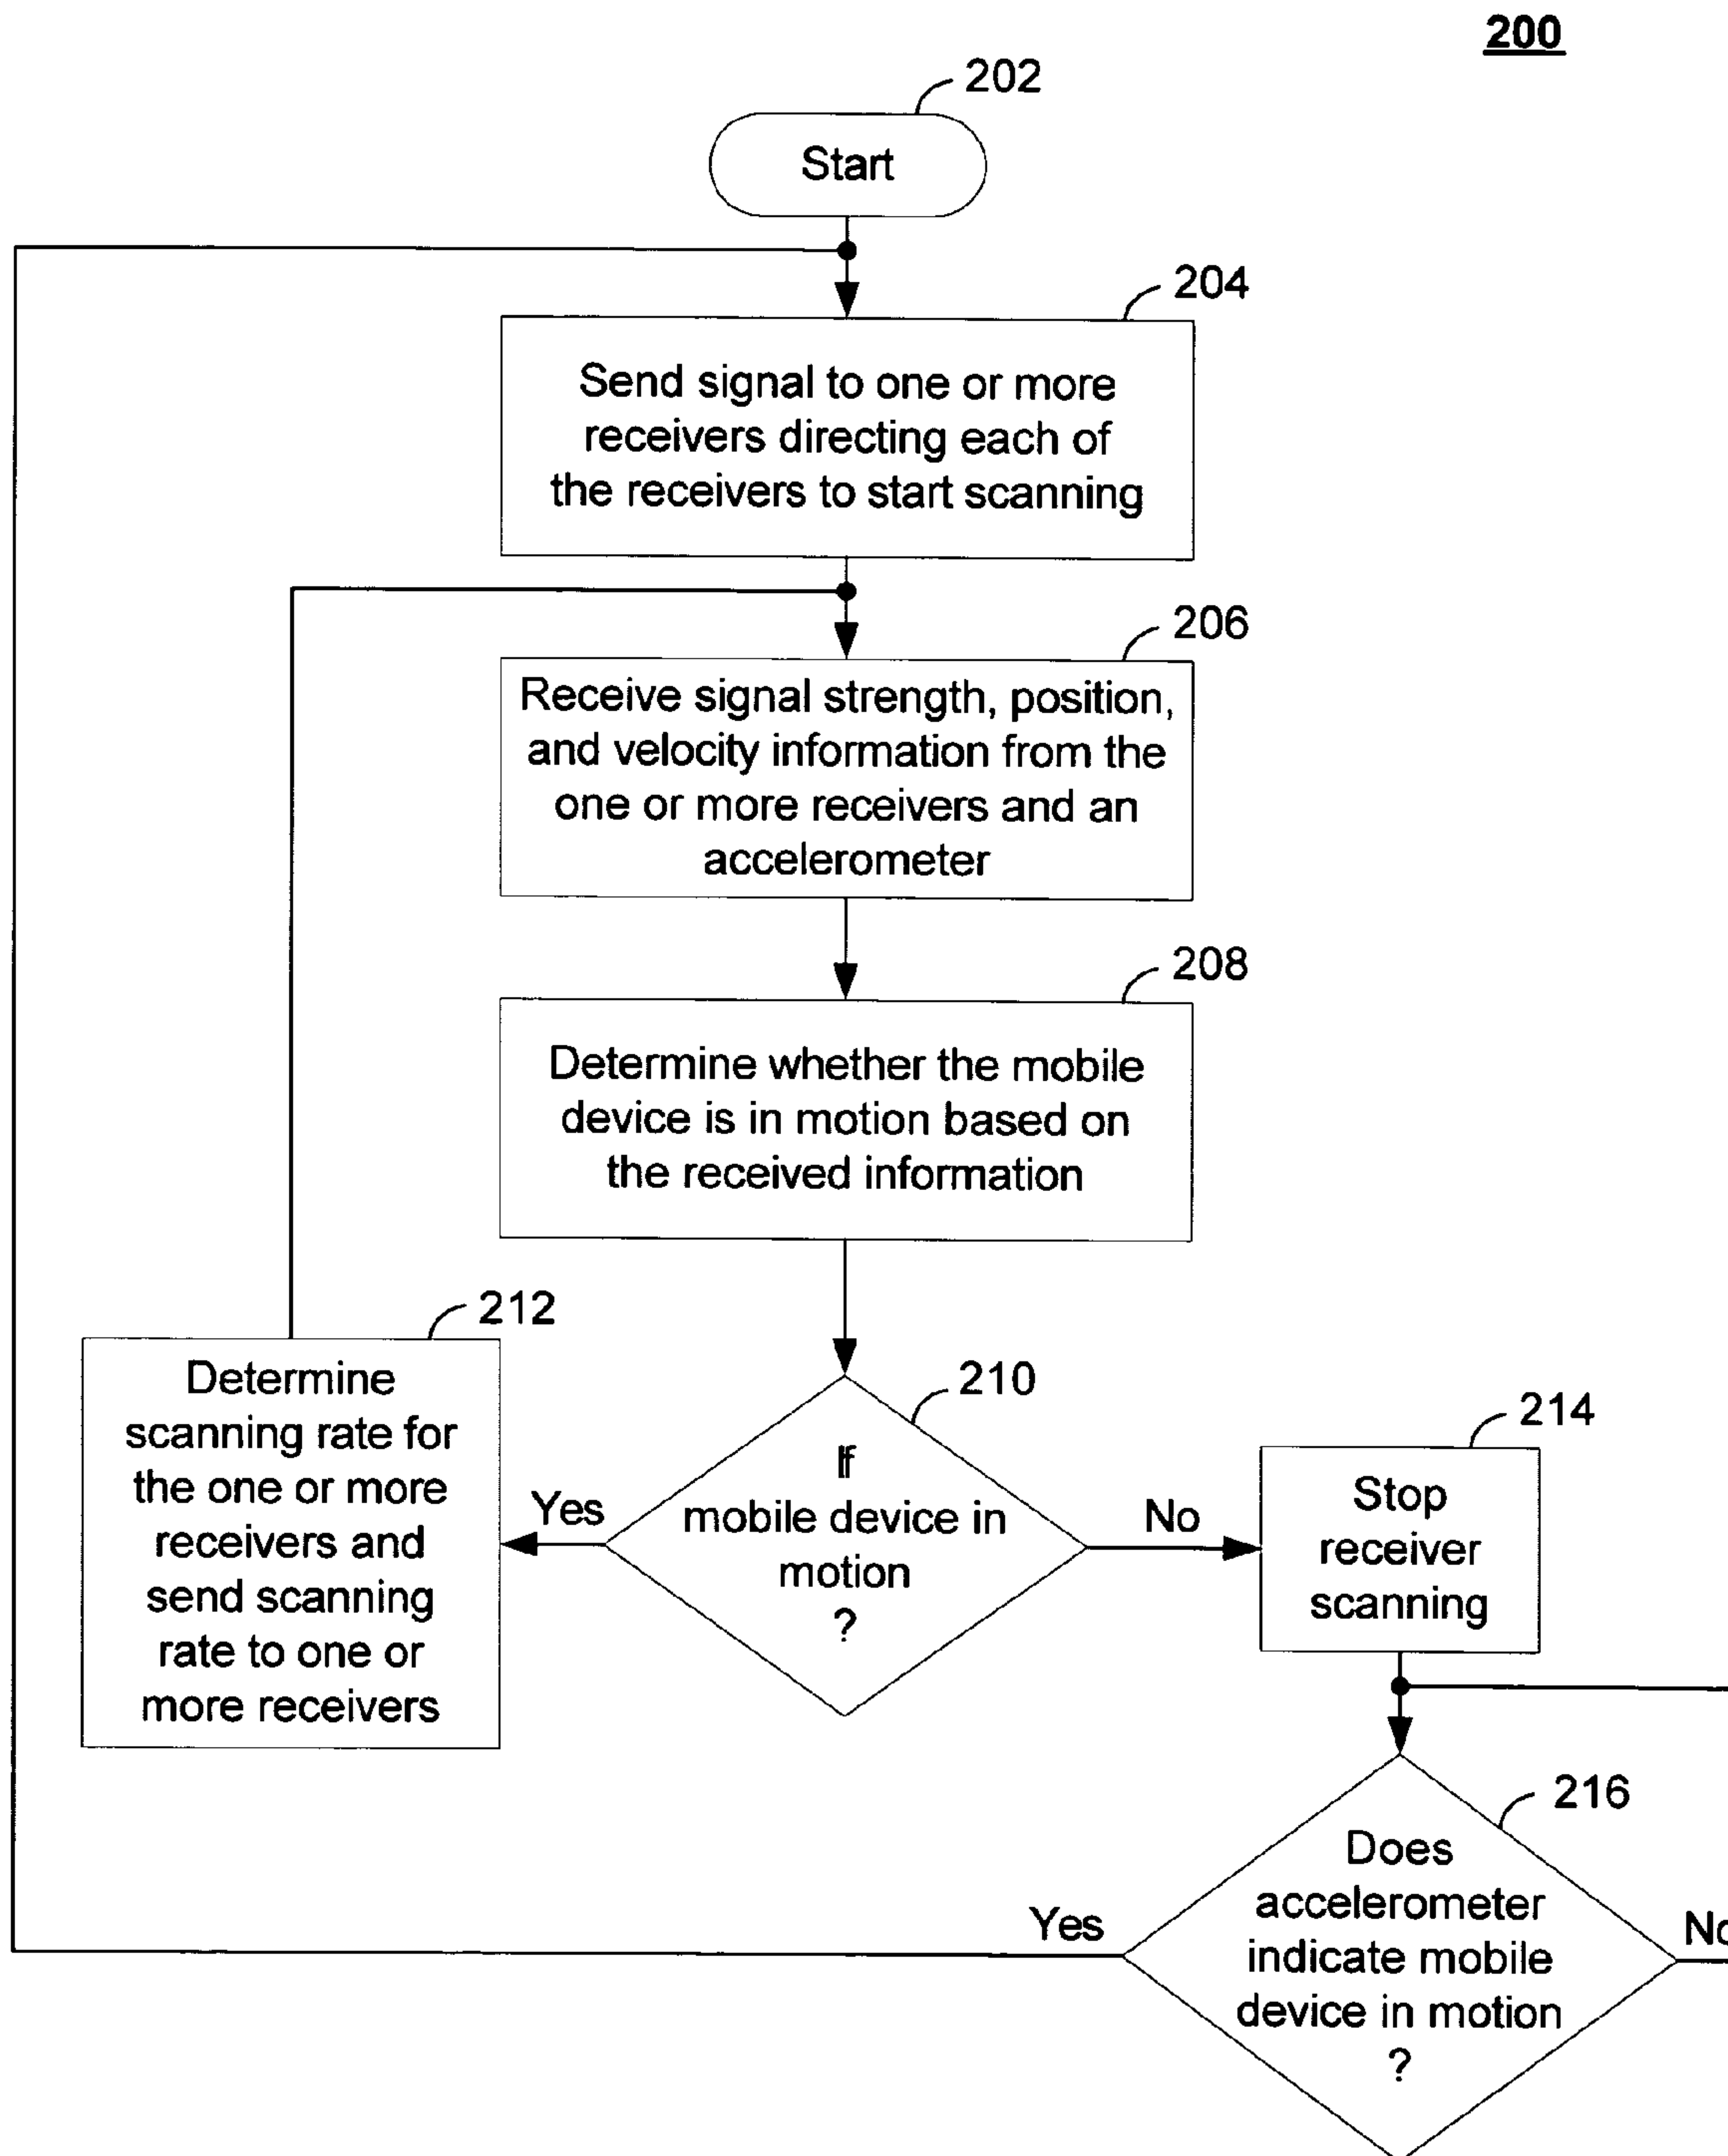 200
202
Start
204
Send signal to one or more
receivers directing each of
the receivers to start scanning
206
Receive signal strength, position,
and velocity information from the
one or more receivers and an
accelerometer
208
Determine whether the mobile
device is in motion based on
the received information
212
Determine
scanning rate for
the one or more
receivers and
send scanning
rate to one or
more receivers
210
If
mobile device in
motion
?
Yes
No
214
Stop
receiver
scanning
216
Does
accelerometer
indicate mobile
device in motion
?
Yes
No